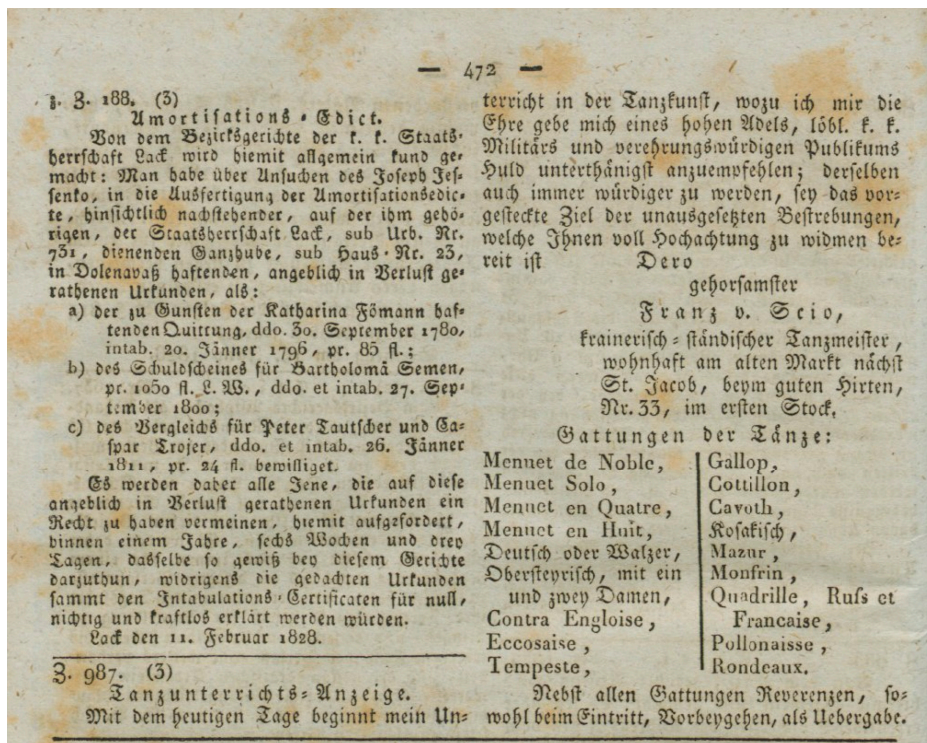 — 472 —
ž. Z. 188. (3)
Amortisations-Edict.
Von dem Bezirksgerichte der k. k. Staats-
herrschaft Lack wird hiemit allgemein kund ge-
macht: Man habe über Ansuchen des Joseph Jes-
senko, in die Ausfertigung der Amortisationsedic-
te, hinsichtlich nachstehender, auf der ihm gehö-
rigen, der Staatsherrschaft Lack, sub Urb. Nr.
731, dienenden Ganzhube, sub Haus-Nr. 23,
in Dolenavaß haftenden, angeblich in Verlust ge-
rathenen Urkunden, als:
a) der zu Gunsten der Katharina Fömann haf-
tenden Quittung, ddo. 30. September 1780,
intab. 20. Jänner 1796, pr. 85 fl.;
b) des Schuldscheines für Bartholomä Semen,
pr. 1050 fl. L. W., ddo. et intab. 27. Sep-
tember 1800;
c) des Vergleichs für Peter Tautscher und Ca-
spar Trojer, ddo. et intab. 26. Jänner
1811, pr. 24 fl. bewilliget.
Es werden daher alle Jene, die auf diese
angeblich in Verlust gerathenen Urkunden ein
Recht zu haben vermeinen, hiemit aufgefordert,
binnen einem Jahre, sechs Wochen und drey
Tagen, dasselbe so gewiß bey diesem Gerichte
darzuthun, widrigens die gedachten Urkunden
sammt den Intabulations-Certificaten für null,
nichtig und kraftlos erklärt werden würden.
Lack den 11. Februar 1828.
Z. 987. (3)
Tanzunterrichts-Anzeige.
Mit dem heutigen Tage beginnt mein Un-
terricht in der Tanzkunst, wozu ich mir die
Ehre gebe mich eines hohen Adels, löbl. k. k.
Militärs und verehrungswürdigen Publikums
Huld unterthänigst anzuempfehlen; derselben
auch immer würdiger zu werden, sey das vor-
gesteckte Ziel der unausgesetzten Bestrebungen,
welche Ihnen voll Hochachtung zu widmen be-
reit ist Dero
gehorsamster
Franz v. Scio,
krainerisch-ständischer Tanzmeister,
wohnhaft am alten Markt nächst
St. Jacob, beym guten Hirten,
Nr. 33, im ersten Stock.
Gattungen der Tänze:
Menuet de Noble,
Menuet Solo,
Menuet en Quatre,
Menuet en Huit,
Deutsch oder Walzer,
Obersteyrisch, mit ein
und zwey Damen,
Contra Engloise,
Eccosaise,
Tempeste,
Gallop,
Cottillon,
Cavoth,
Kosakisch,
Mazur,
Monfrin,
Quadrille, Rufs et
Francaise,
Pollonaisse,
Rondeaux.
Nebst allen Gattungen Reverenzen, so-
wohl beim Eintritt, Vorbeygehen, als Uebergabe.